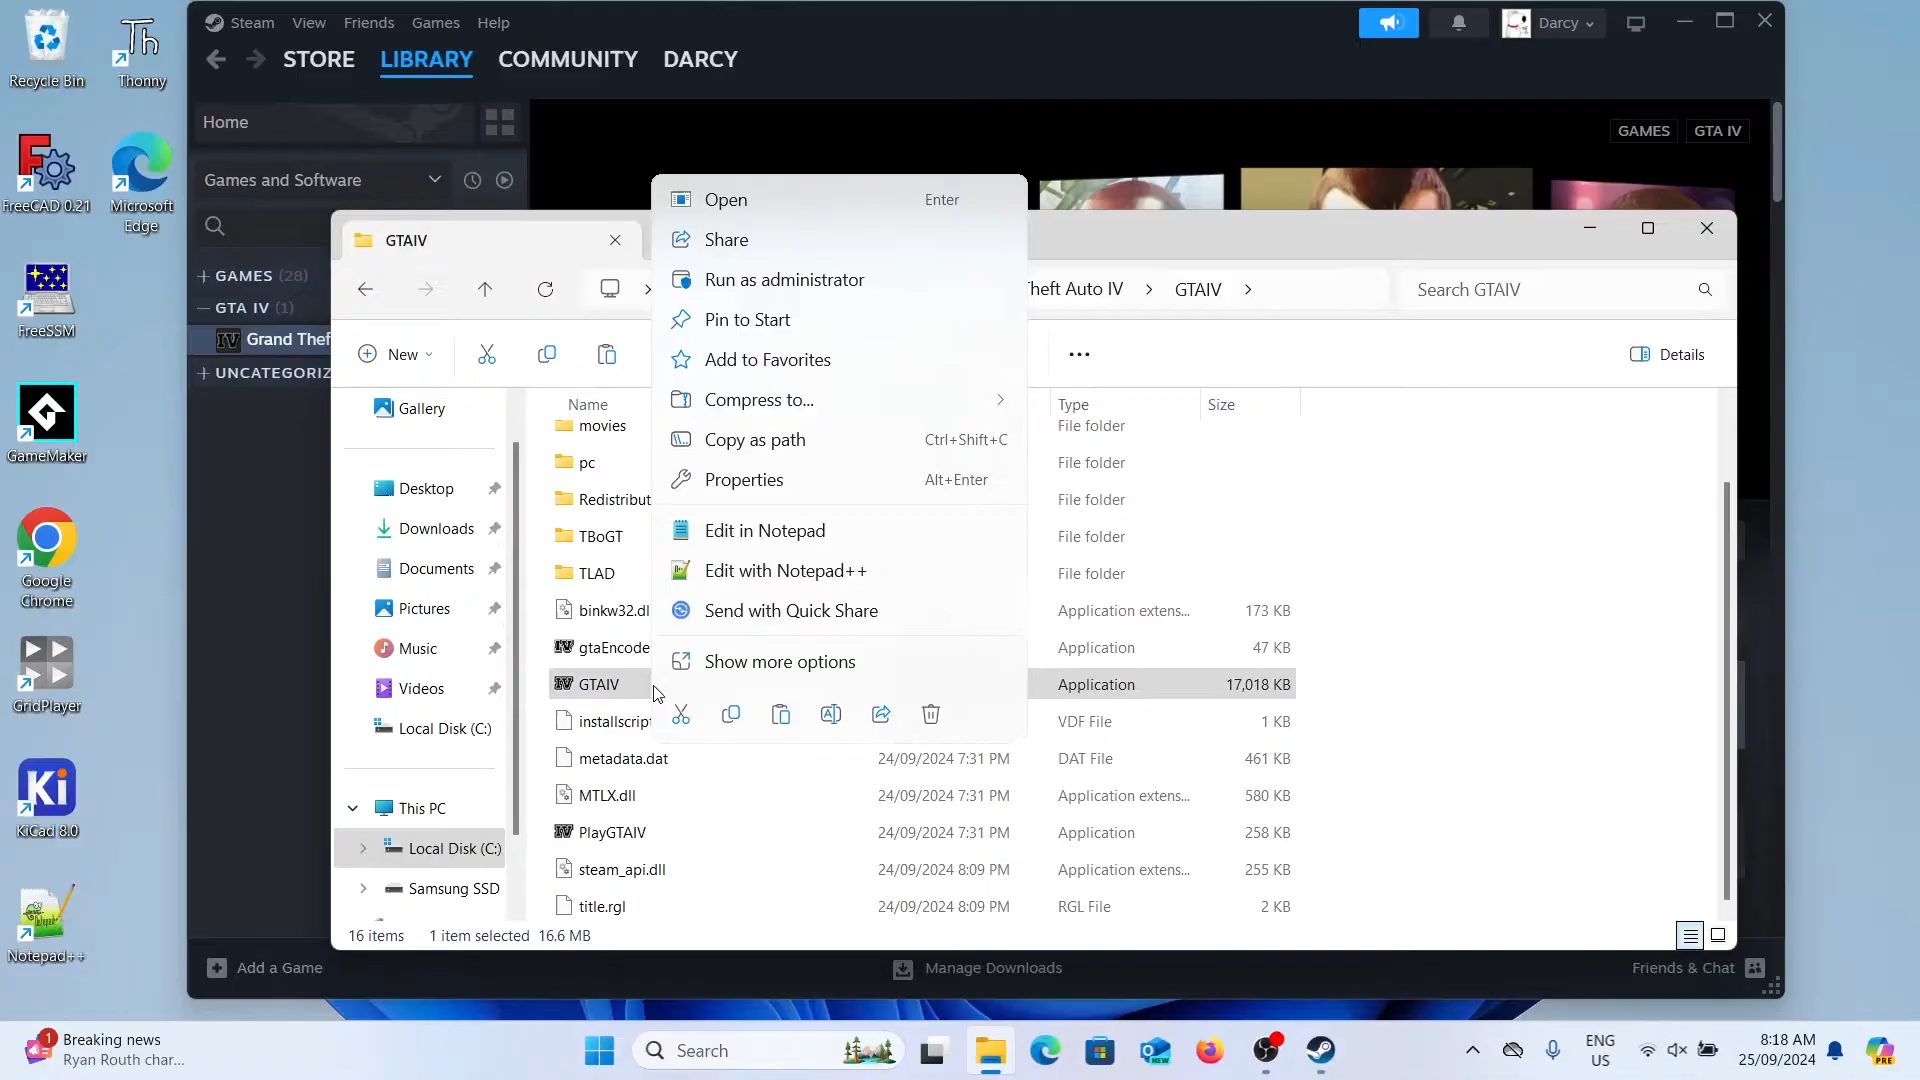 Recycle Bin
Thonny
FreeCAD 0.21
Microsoft
Edge
FreeSSM
GameMaker
Google
Chrome
GridPlayer
KiCad 8.0
Notepad++
Steam View Friends Games Help
Darcy
STORE LIBRARY COMMUNITY DARCY
Home
GAMES GTA IV
Games and Software
+ GAMES (28)
— GTA IV (1)
IV Grand Thef
+ UNCATEGORIZ
GTAIV
Theft Auto IV > GTAIV >
Search GTAIV
New
Details
Open Enter
Share
Run as administrator
Pin to Start
Add to Favorites
Compress to...
Copy as path Ctrl+Shift+C
Properties Alt+Enter
Edit in Notepad
Edit with Notepad++
Send with Quick Share
Show more options
Gallery
Desktop
Downloads
Documents
Pictures
Music
Videos
Local Disk (C:)
This PC
Local Disk (C:)
Samsung SSD
Name Type Size
movies File folder
pc File folder
Redistribut File folder
TBoGT File folder
TLAD File folder
binkw32.dl Application extens... 173 KB
gtaEncode Application 47 KB
GTAIV Application 17,018 KB
installscript VDF File 1 KB
metadata.dat 24/09/2024 7:31 PM DAT File 461 KB
MTLX.dll 24/09/2024 7:31 PM Application extens... 580 KB
PlayGTAIV 24/09/2024 7:31 PM Application 258 KB
steam_api.dll 24/09/2024 8:09 PM Application extens... 255 KB
title.rgl 24/09/2024 8:09 PM RGL File 2 KB
16 items 1 item selected 16.6 MB
Add a Game
Manage Downloads
Friends & Chat
1
Breaking news
Ryan Routh char...
Search
NEW
ENG
US
8:18 AM
25/09/2024
PRE